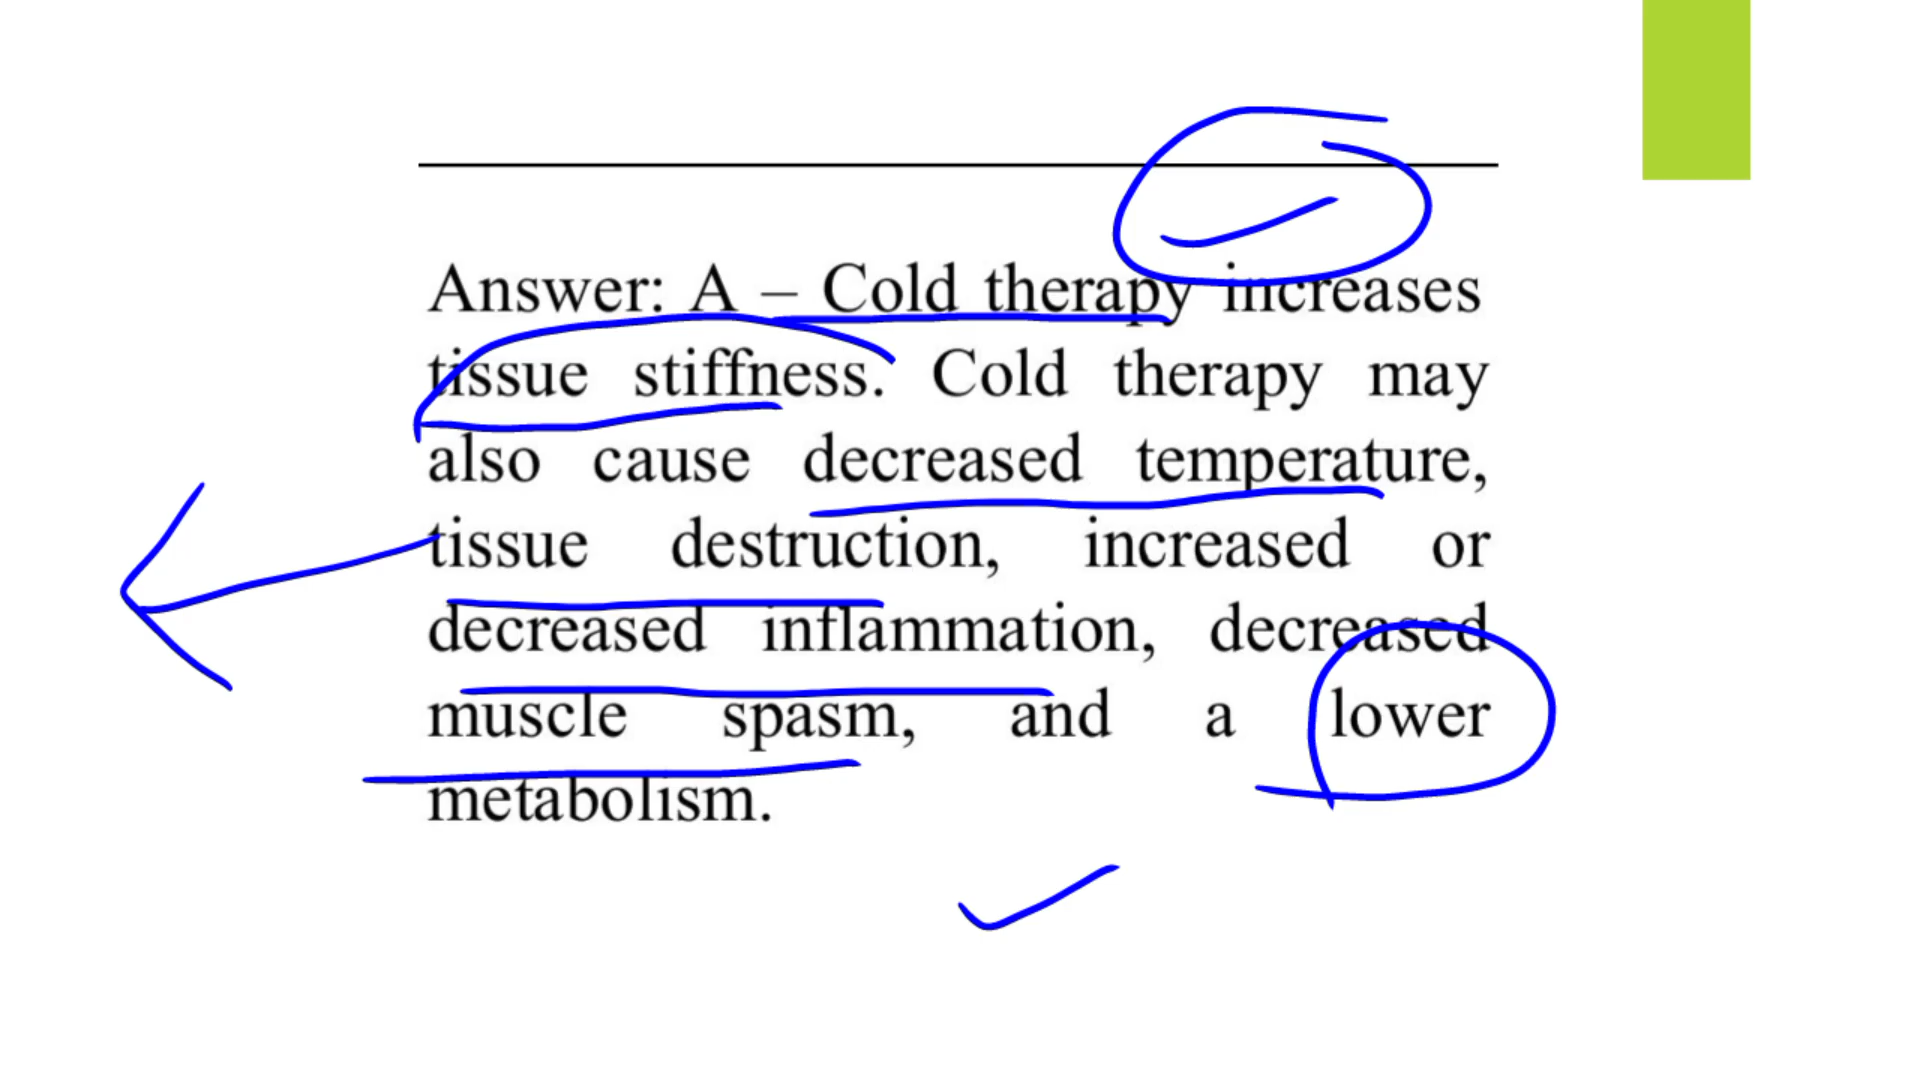 Answer: A – Cold therapy increases
tissue stiffness. Cold therapy may
also cause decreased temperature,
tissue destruction, increased or
decreased inflammation, decreased
muscle spasm, and a lower
metabolism.